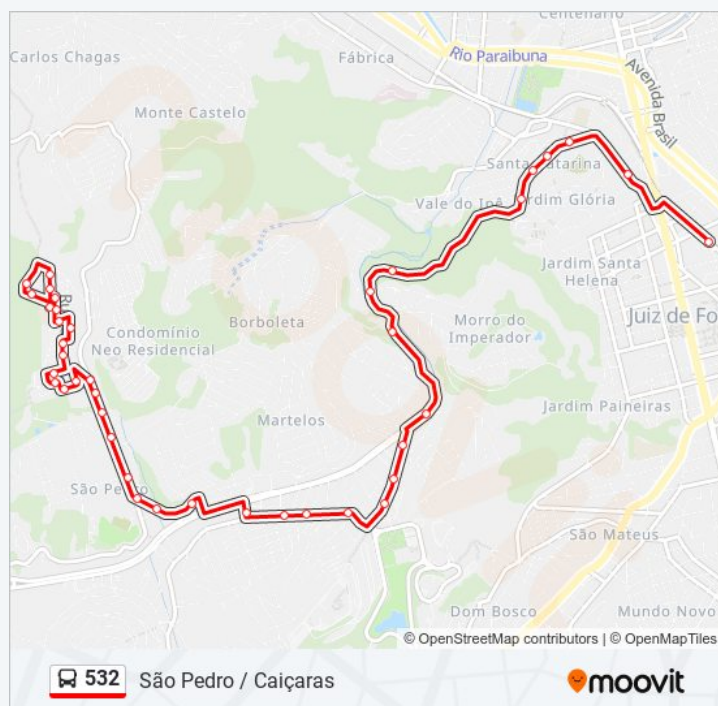 Centenário
Carlos Chagas
Fábrica
Rio Paraibuna
Avenida Brasil
Monte Castelo
Santa Catarina
Vale do Ipê
Jardim Glória
Jardim Santa
Helena
Juiz de Fo
Borboleta
Condomínio
Neo Residencial
Morro do
Imperador
Jardim Paineiras
Martelos
São Pedro
São Mateus
Dom Bosco
Mundo Novo
© OpenStreetMap contributors | © OpenMapTiles
532 São Pedro / Caiçaras
moovit